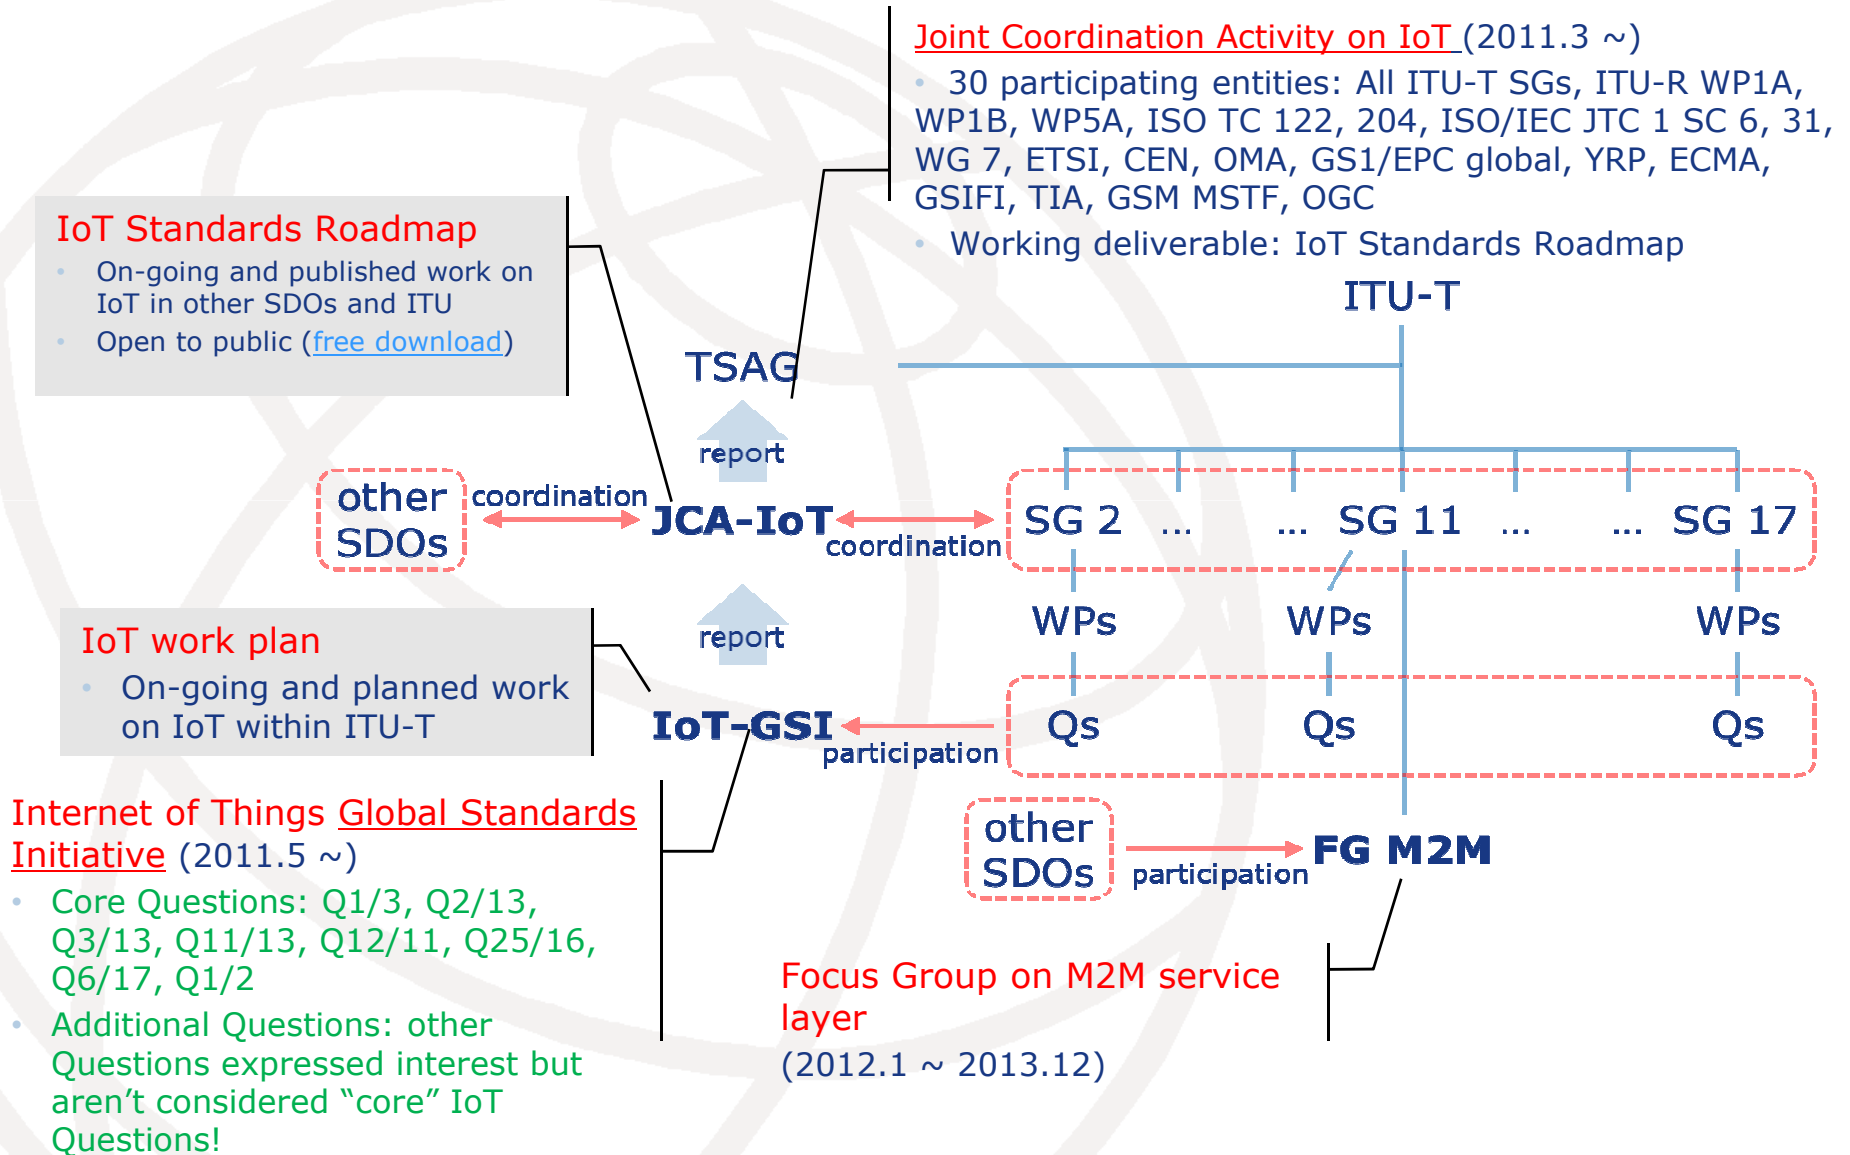 Joint Coordination Activity on IoT (2011.3 ~)
• 30 participating entities: All ITU-T SGs, ITU-R WP1A,
WP1B, WP5A, ISO TC 122, 204, ISO/IEC JTC 1 SC 6, 31,
WG 7, ETSI, CEN, OMA, GS1/EPC global, YRP, ECMA,
GSIFI, TIA, GSM MSTF, OGC
• Working deliverable: IoT Standards Roadmap
IoT Standards Roadmap
• On-going and published work on
IoT in other SDOs and ITU
• Open to public (free download)
ITU-T
TSAG
report
other
SDOs
coordination
JCA-IoT
coordination
SG 2 ... ... SG 11 ... ... SG 17
WPs WPs WPs
report
IoT work plan
• On-going and planned work
on IoT within ITU-T
IoT-GSI
participation
Qs Qs Qs
Internet of Things Global Standards
Initiative (2011.5 ~)
• Core Questions: Q1/3, Q2/13,
Q3/13, Q11/13, Q12/11, Q25/16,
Q6/17, Q1/2
• Additional Questions: other
Questions expressed interest but
aren’t considered “core” IoT
Questions!
other
SDOs
participation
FG M2M
Focus Group on M2M service
layer
(2012.1 ~ 2013.12)